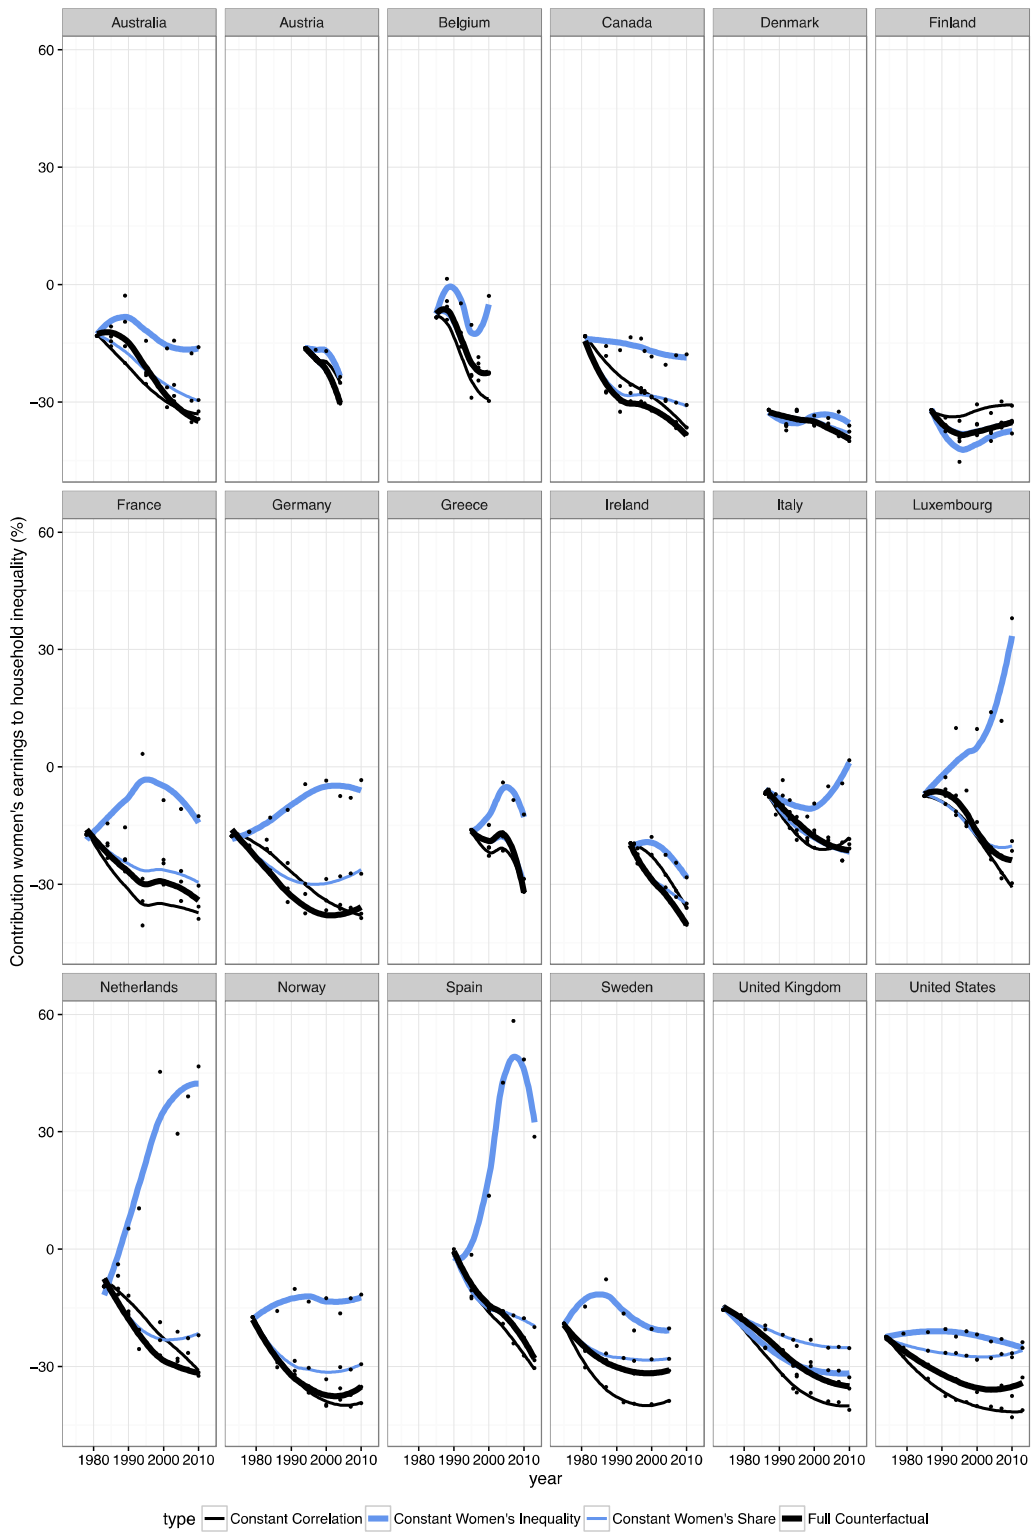 Australia Austria Belgium Canada Denmark Finland
60
30
0
−30
France Germany Greece Ireland Italy Luxembourg
60
30
0
−30
Contribution women's earnings to household inequality (%)
Netherlands Norway Spain Sweden United Kingdom United States
60
30
0
−30
1980 1990 2000 2010 1980 1990 2000 2010 1980 1990 2000 2010 1980 1990 2000 2010 1980 1990 2000 2010 1980 1990 2000 2010
year
type Constant Correlation Constant Women's Inequality Constant Women's Share Full Counterfactual